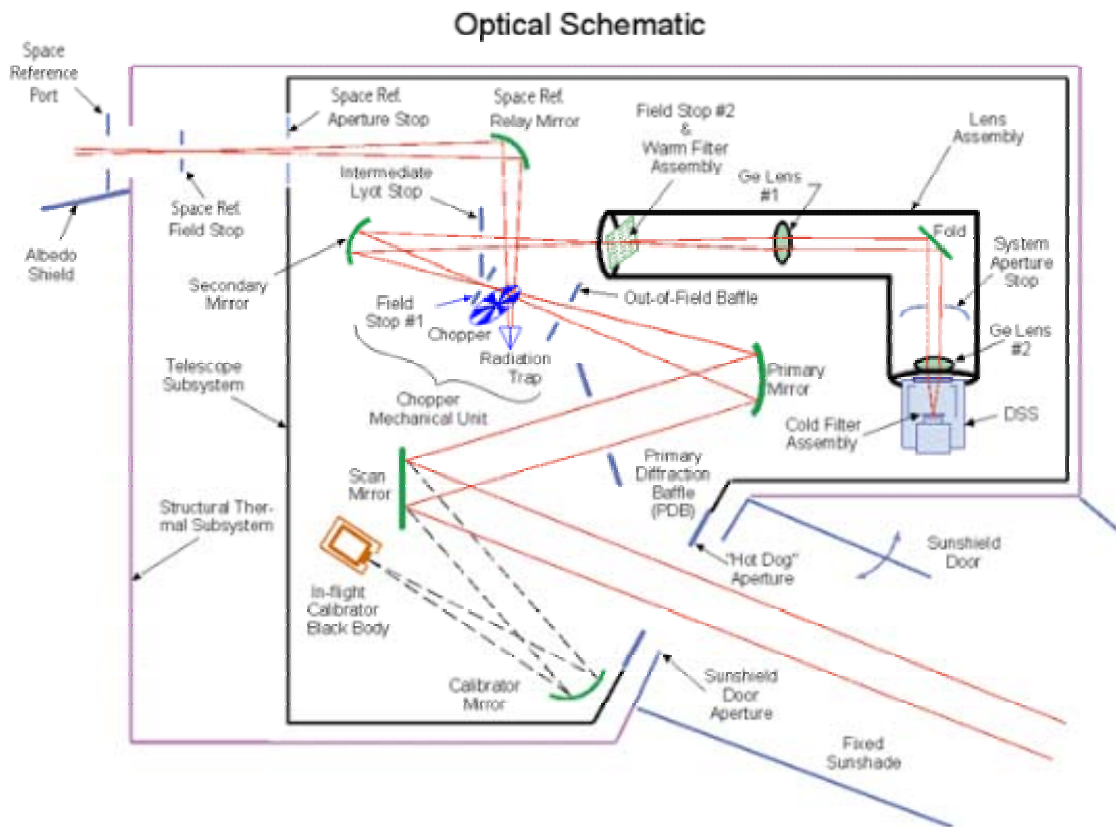 Optical Schematic
Space
Reference
Port
Space Ref.
Aperture Stop
Space Ref.
Relay Mirror
Field Stop #2
&
Warm Filter
Assembly
Ge Lens
#1
Lens
Assembly
Intermediate
Lyot Stop
Space Ref.
Field Stop
Albedo
Shield
Fold
System
Aperture
Stop
Secondary
Mirror
Field
Stop #1
Out-of-Field Baffle
Chopper
Radiation
Trap
Ge Lens
#2
Telescope
Subsystem
Chopper
Mechanical Unit
Primary
Mirror
Cold Filter
Assembly
DSS
Scan
Mirror
Primary
Diffraction
Baffle
(PDB)
Structural Ther-
mal Subsystem
"Hot Dog"
Aperture
Sunshield
Door
In-flight
Calibrator
Black Body
Calibrator
Mirror
Sunshield
Door
Aperture
Fixed
Sunshade